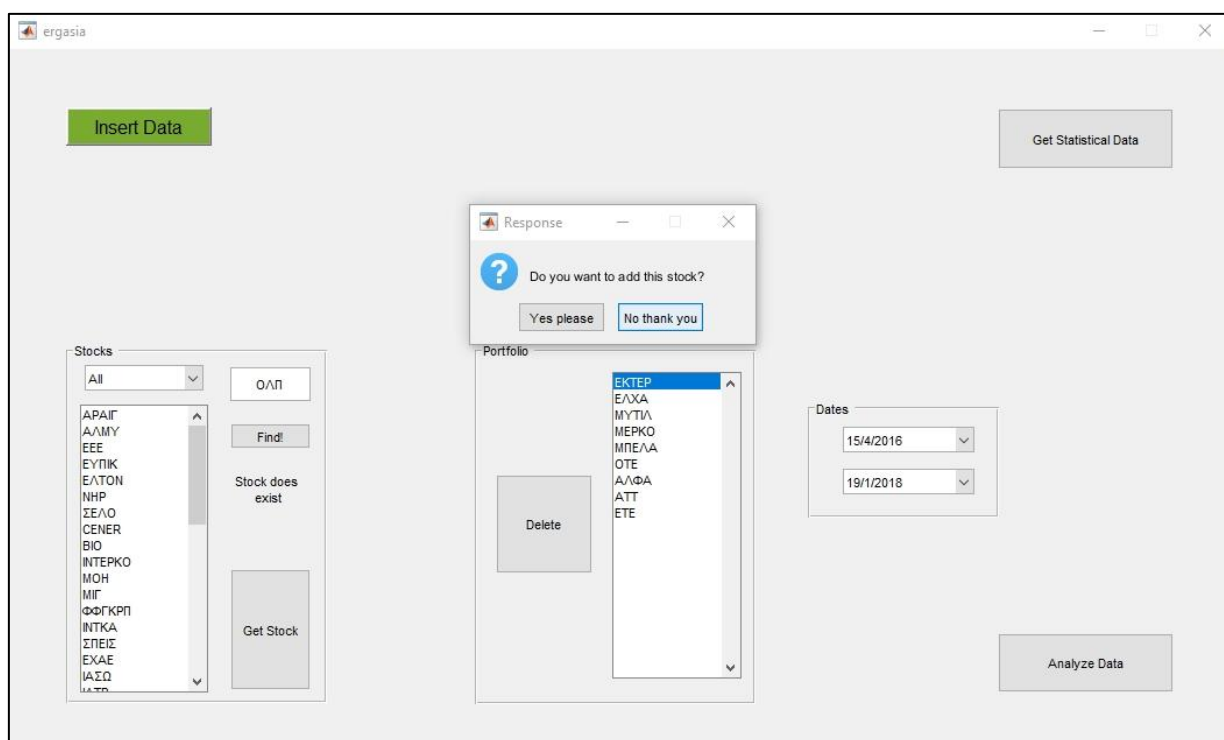 ergasia
Insert Data
Get Statistical Data
Response
Do you want to add this stock?
Yes please
No thank you
Stocks
All
ΟΛΠ
Find!
Stock does
exist
Get Stock
ΑΡΑΙΓ
ΑΛΜΥ
ΕΕΕ
ΕΥΠΙΚ
ΕΛΤΟΝ
ΝΗΡ
ΣΕΛΟ
CENER
ΒΙΟ
ΙΝΤΕΡΚΟ
ΜΟΗ
ΜΙΓ
ΦΦΓΚΡΠ
ΙΝΤΚΑ
ΣΠΕΙΣ
ΕΧΑΕ
ΙΑΣΩ
Portfolio
Delete
ΕΚΤΕΡ
ΕΛΧΑ
ΜΥΤΙΛ
ΜΕΡΚΟ
ΜΠΕΛΑ
ΟΤΕ
ΑΛΦΑ
ΑΤΤ
ΕΤΕ
Dates
15/4/2016
19/1/2018
Analyze Data